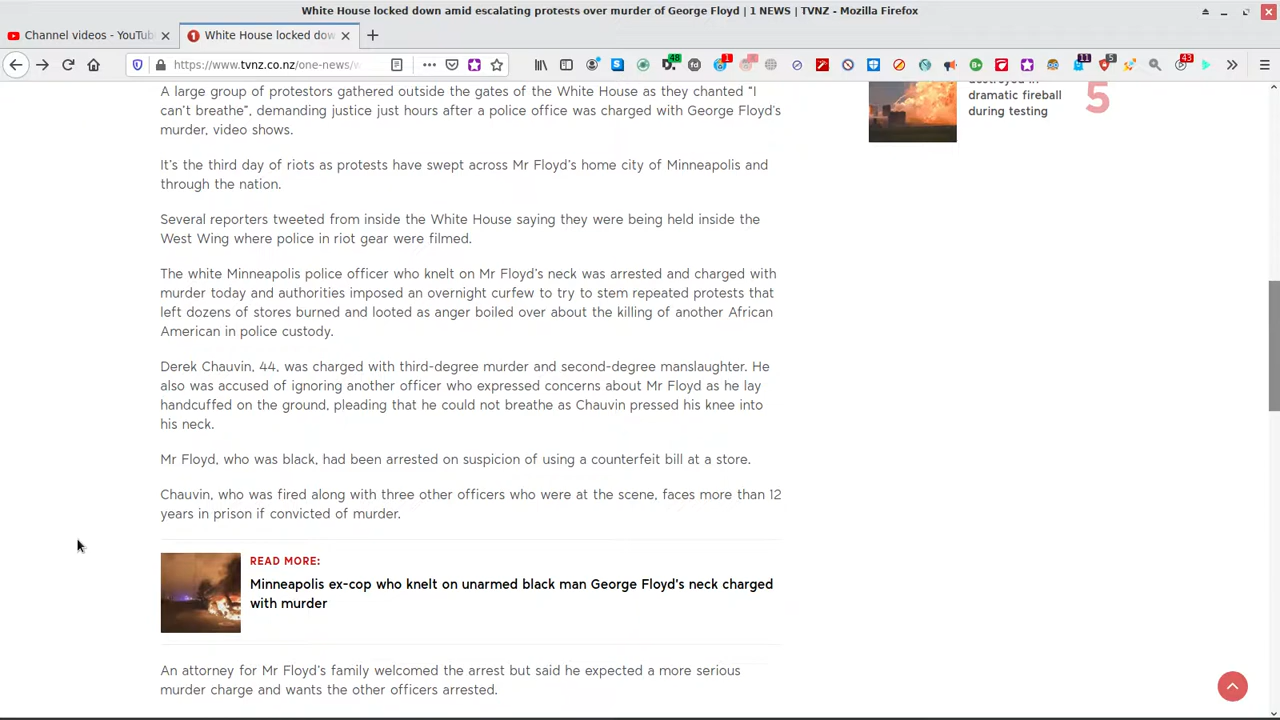 White House locked down amid escalating protests over murder of George Floyd | 1 NEWS | TVNZ - Mozilla Firefox
Channel videos - YouTub
White House locked dow
https://www.tvnz.co.nz/one-news/w
48
1
11
5
43
A large group of protestors gathered outside the gates of the White House as they chanted “I
can’t breathe”, demanding justice just hours after a police office was charged with George Floyd’s
murder, video shows.
It’s the third day of riots as protests have swept across Mr Floyd’s home city of Minneapolis and
through the nation.
Several reporters tweeted from inside the White House saying they were being held inside the
West Wing where police in riot gear were filmed.
The white Minneapolis police officer who knelt on Mr Floyd’s neck was arrested and charged with
murder today and authorities imposed an overnight curfew to try to stem repeated protests that
left dozens of stores burned and looted as anger boiled over about the killing of another African
American in police custody.
Derek Chauvin, 44, was charged with third-degree murder and second-degree manslaughter. He
also was accused of ignoring another officer who expressed concerns about Mr Floyd as he lay
handcuffed on the ground, pleading that he could not breathe as Chauvin pressed his knee into
his neck.
Mr Floyd, who was black, had been arrested on suspicion of using a counterfeit bill at a store.
Chauvin, who was fired along with three other officers who were at the scene, faces more than 12
years in prison if convicted of murder.
READ MORE:
Minneapolis ex-cop who knelt on unarmed black man George Floyd's neck charged
with murder
An attorney for Mr Floyd’s family welcomed the arrest but said he expected a more serious
murder charge and wants the other officers arrested.
destroyed in
dramatic fireball
during testing
5